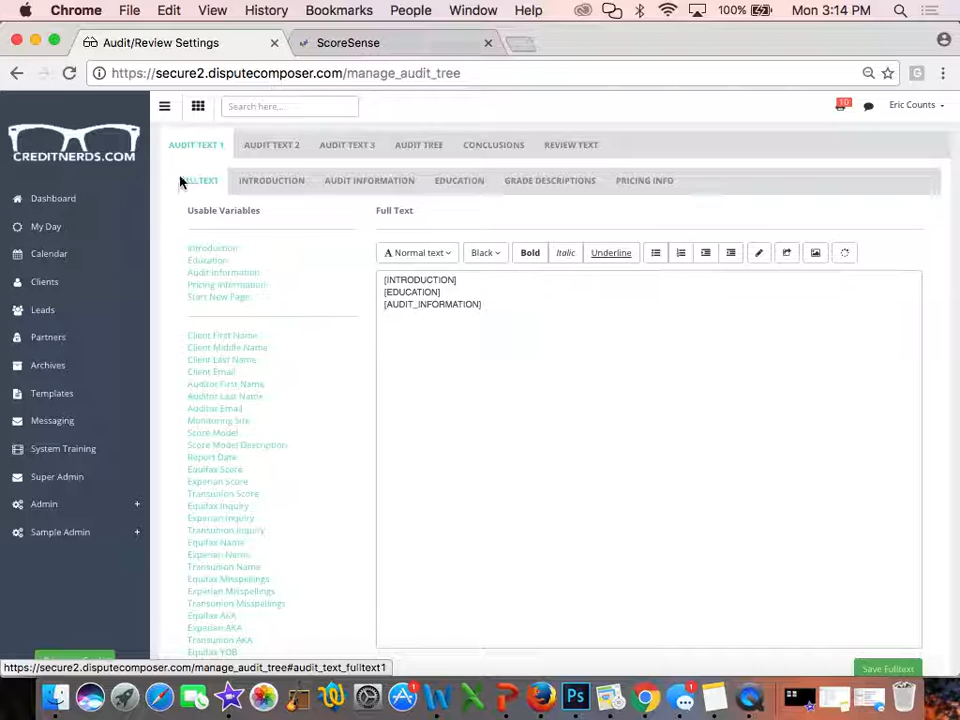 Chrome File Edit View History Bookmarks People Window Help 100% Mon 3:14 PM
Audit/Review Settings ScoreSense
https://secure2.disputecomposer.com/manage_audit_tree G
Search here... 10 Eric Counts
CREDITNERDS.COM
AUDIT TEXT 1 AUDIT TEXT 2 AUDIT TEXT 3 AUDIT TREE CONCLUSIONS REVIEW TEXT
INTRODUCTION AUDIT INFORMATION EDUCATION GRADE DESCRIPTIONS PRICING INFO
Dashboard
My Day
Calendar
Clients
Leads
Partners
Archives
Templates
Messaging
System Training
Super Admin
Admin +
Sample Admin +
Usable Variables
Introduction
Education
Audit Information
Pricing Information
Start New Page
Client First Name
Client Middle Name
Client Last Name
Client Email
Auditor First Name
Auditor Last Name
Auditor Email
Monitoring Site
Score Model
Score Model Description
Report Date
Equifax Score
Experian Score
Transunion Score
Equifax Inquiry
Experian Inquiry
Transunion Inquiry
Equifax Name
Experian Name
Transunion Name
Equifax Misspellings
Experian Misspellings
Transunion Misspellings
Equifax AKA
Experian AKA
Transunion AKA
Equifax YOB
Full Text
A Normal text Black Bold Italic Underline
[INTRODUCTION]
[EDUCATION]
[AUDIT_INFORMATION]
Save Fulltext
https://secure2.disputecomposer.com/manage_audit_tree#audit_text_fulltext1